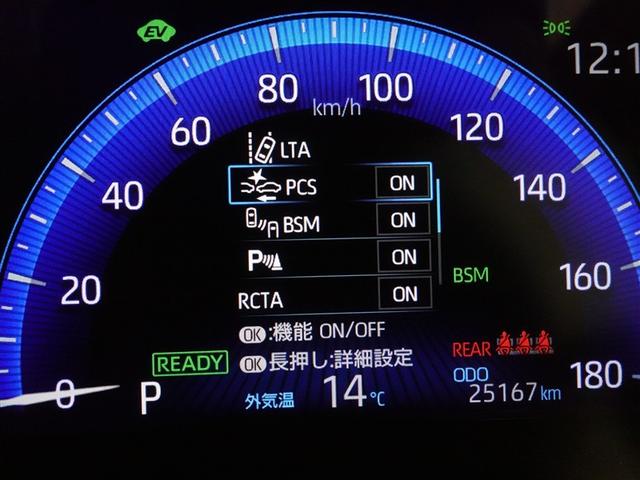 EV
12:1
0
20
40
60
80
100
120
140
160
180
km/h
LTA
PCS ON
BSM ON
P ON
RCTA ON
BSM
OK:機能 ON/OFF
OK長押し:詳細設定
REAR
READY
P
外気温 14℃
ODO
25167km